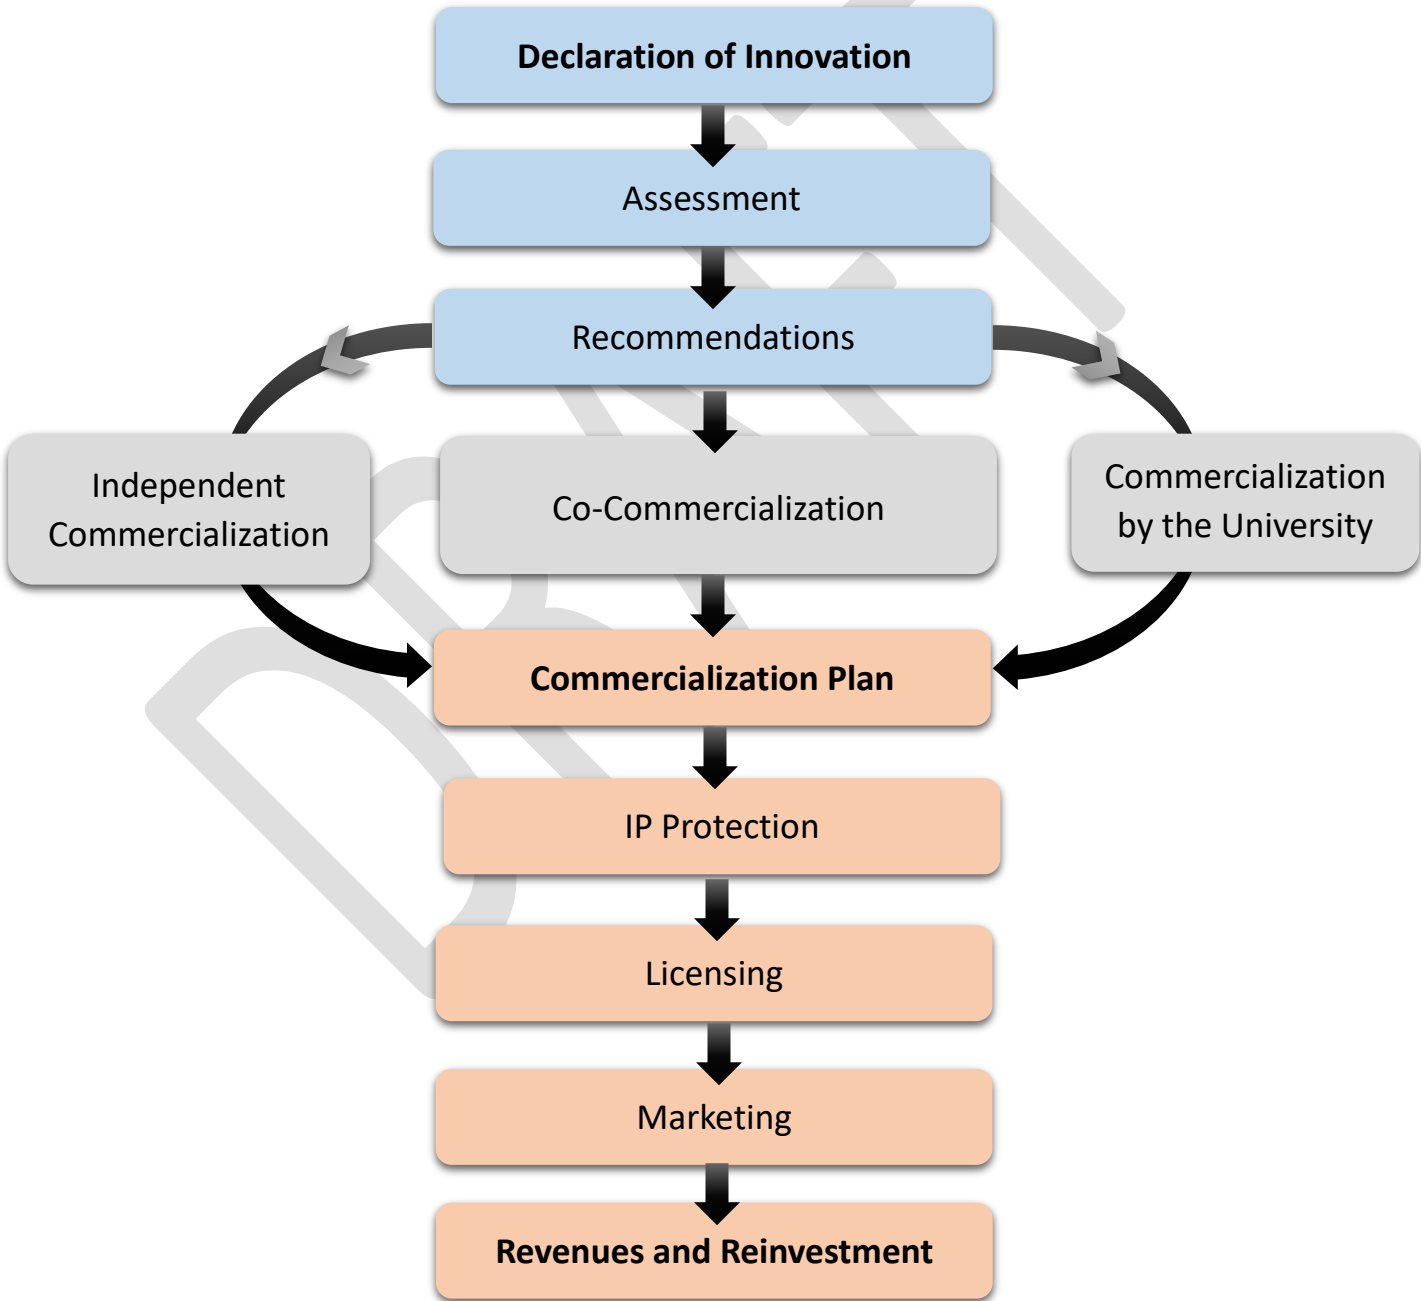 Declaration of Innovation
Assessment
Recommendations
Independent
Commercialization
Co-Commercialization
Commercialization
by the University
Commercialization Plan
IP Protection
Licensing
Marketing
Revenues and Reinvestment
DRAFT